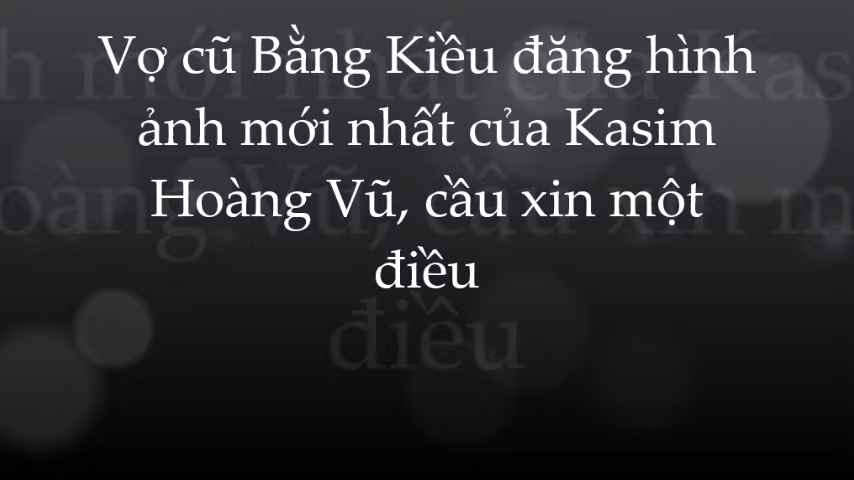 Vợ cũ Bằng Kiều đăng hình
ảnh mới nhất của Kasim
Hoàng Vũ, cầu xin một
điều